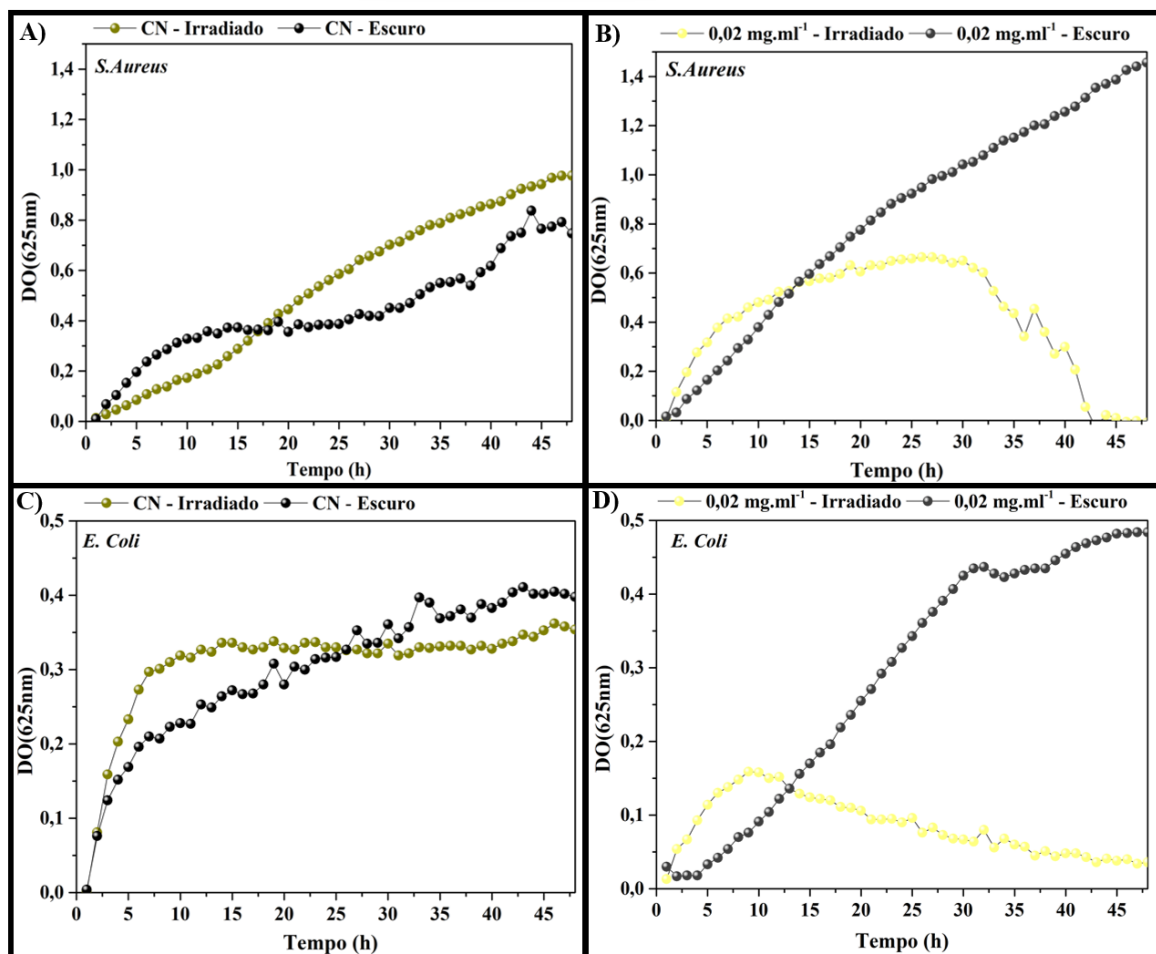 A)
CN - Irradiado CN - Escuro
S.Aureus
DO(625nm)
1,4
1,2
1,0
0,8
0,6
0,4
0,2
0,0
0 5 10 15 20 25 30 35 40 45
Tempo (h)
B)
0,02 mg.ml⁻¹ - Irradiado 0,02 mg.ml⁻¹ - Escuro
S.Aureus
DO(625nm)
1,4
1,2
1,0
0,8
0,6
0,4
0,2
0,0
0 5 10 15 20 25 30 35 40 45
Tempo (h)
C)
CN - Irradiado CN - Escuro
E. Coli
DO(625nm)
0,5
0,4
0,3
0,2
0,1
0,0
0 5 10 15 20 25 30 35 40 45
Tempo (h)
D)
0,02 mg.ml⁻¹ - Irradiado 0,02 mg.ml⁻¹ - Escuro
E. Coli
DO(625nm)
0,5
0,4
0,3
0,2
0,1
0,0
0 5 10 15 20 25 30 35 40 45
Tempo (h)